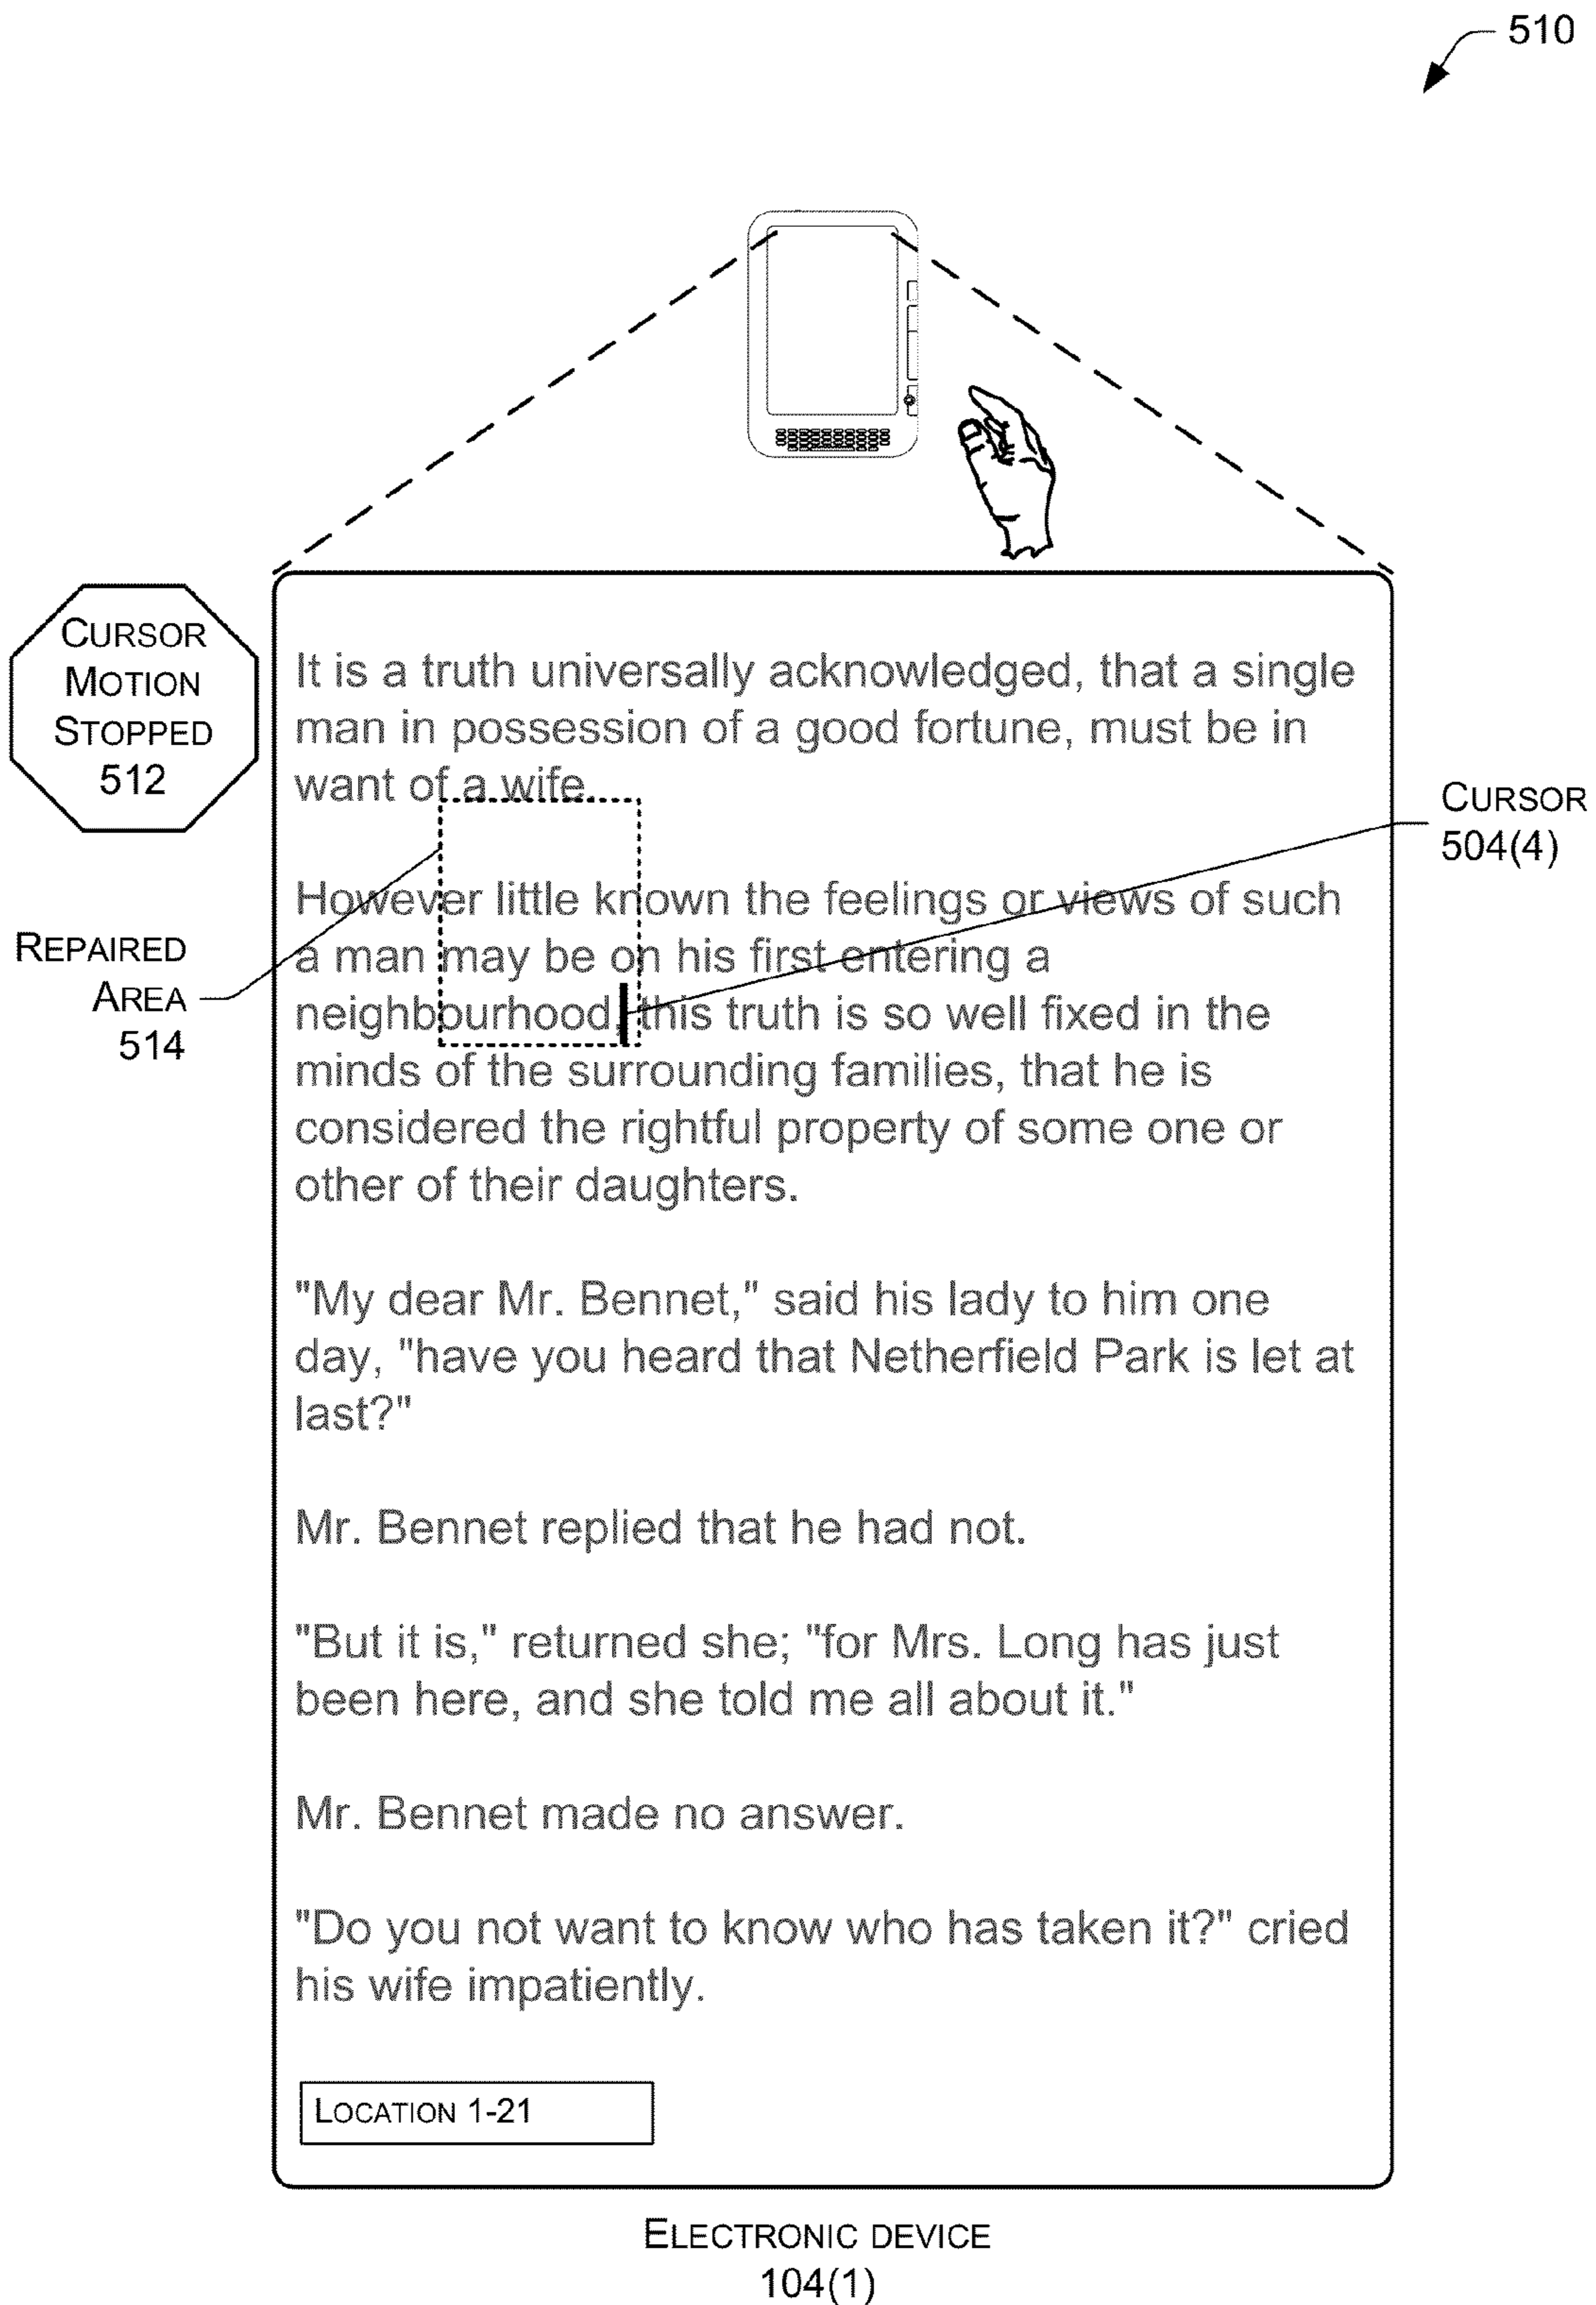 510
CURSOR
MOTION
STOPPED
512
It is a truth universally acknowledged, that a single
man in possession of a good fortune, must be in
want of a wife.
CURSOR
504(4)
However little known the feelings or views of such
a man may be on his first entering a
neighbourhood, this truth is so well fixed in the
minds of the surrounding families, that he is
considered the rightful property of some one or
other of their daughters.
REPAIRED
AREA
514
"My dear Mr. Bennet," said his lady to him one
day, "have you heard that Netherfield Park is let at
last?"
Mr. Bennet replied that he had not.
"But it is," returned she; "for Mrs. Long has just
been here, and she told me all about it."
Mr. Bennet made no answer.
"Do you not want to know who has taken it?" cried
his wife impatiently.
LOCATION 1-21
ELECTRONIC DEVICE
104(1)